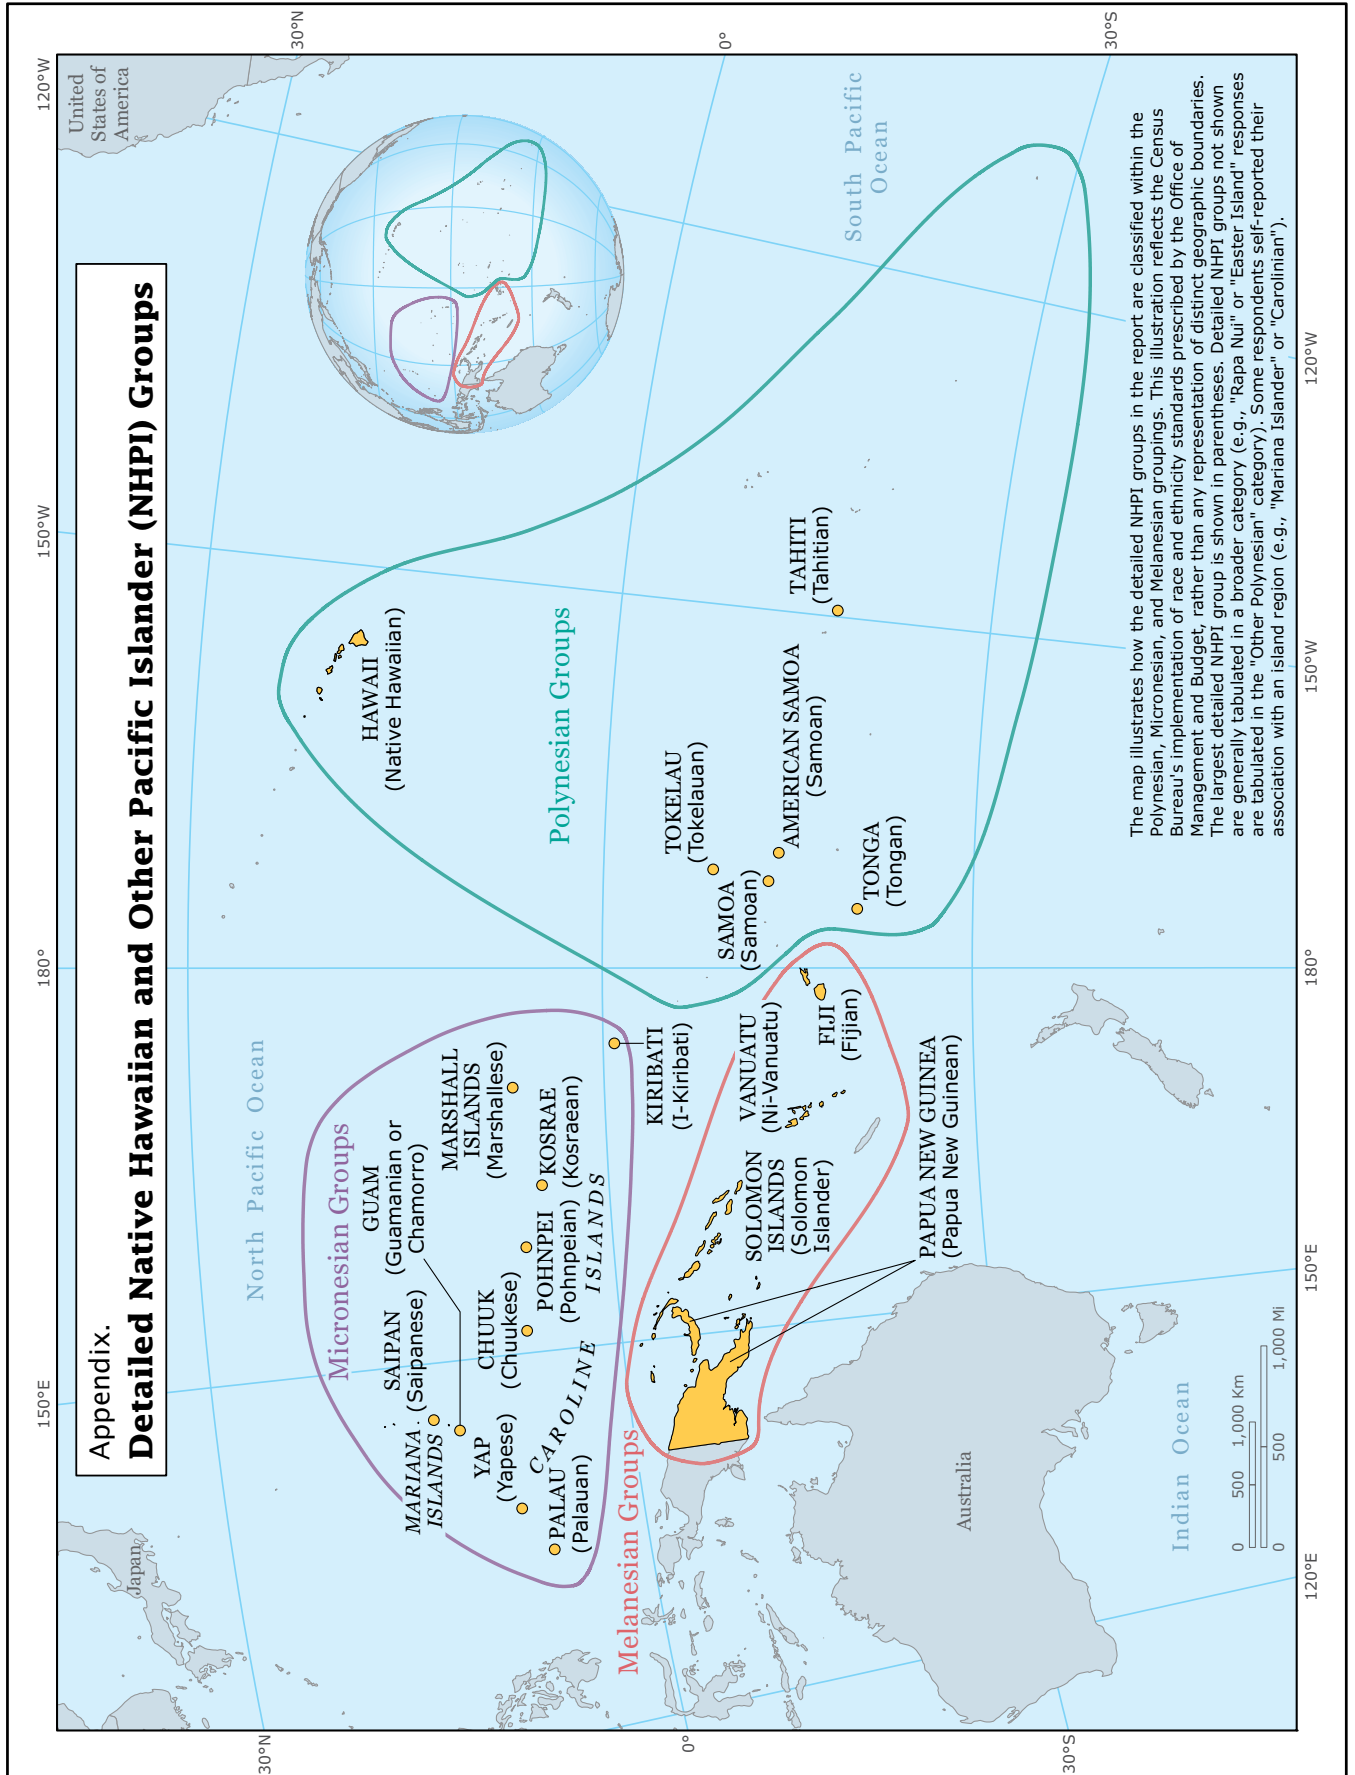 Appendix.
Detailed Native Hawaiian and Other Pacific Islander (NHPI) Groups
150°E
180°
150°W
120°W
30°N
0°
30°S
30°N
0°
30°S
120°E
150°E
180°
150°W
120°W
Japan
United
States of
America
North Pacific Ocean
South Pacific
Ocean
Indian Ocean
Australia
Micronesian Groups
MARIANA
ISLANDS
SAIPAN
(Saipanese)
GUAM
(Guamanian or
Chamorro)
YAP
(Yapese)
PALAU
(Palauan)
CAROLINE ISLANDS
CHUUK
(Chuukese)
POHNPEI
(Pohnpeian)
KOSRAE
(Kosraean)
MARSHALL
ISLANDS
(Marshallese)
KIRIBATI
(I-Kiribati)
Melanesian Groups
PAPUA NEW GUINEA
(Papua New Guinean)
SOLOMON
ISLANDS
(Solomon
Islander)
VANUATU
(Ni-Vanuatu)
FIJI
(Fijian)
Polynesian Groups
HAWAII
(Native Hawaiian)
TOKELAU
(Tokelauan)
SAMOA
(Samoan)
AMERICAN SAMOA
(Samoan)
TONGA
(Tongan)
TAHITI
(Tahitian)
0 500 1,000 Km
0 500 1,000 Mi
The map illustrates how the detailed NHPI groups in the report are classified within the
Polynesian, Micronesian, and Melanesian groupings. This illustration reflects the Census
Bureau's implementation of race and ethnicity standards prescribed by the Office of
Management and Budget, rather than any representation of distinct geographic boundaries.
The largest detailed NHPI group is shown in parentheses. Detailed NHPI groups not shown
are generally tabulated in a broader category (e.g., "Rapa Nui" or "Easter Island" responses
are tabulated in the "Other Polynesian" category). Some respondents self-reported their
association with an island region (e.g., "Mariana Islander" or "Carolinian").